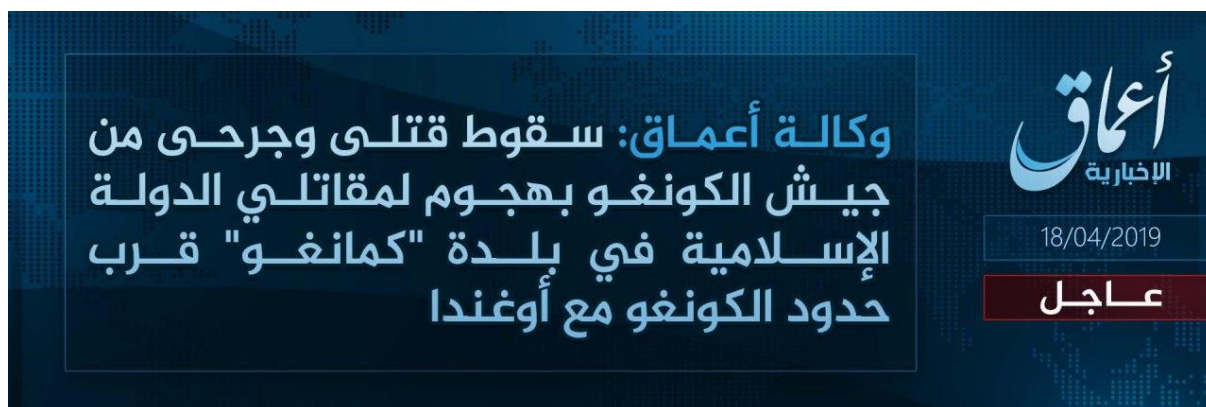 وكالة أعماق: سقوط قتلى وجرحى من
جيش الكونغو بهجوم لمقاتلي الدولة
الإسلامية في بلدة "كمانغو" قرب
حدود الكونغو مع أوغندا
أعماق
الإخبارية
18/04/2019
عاجل